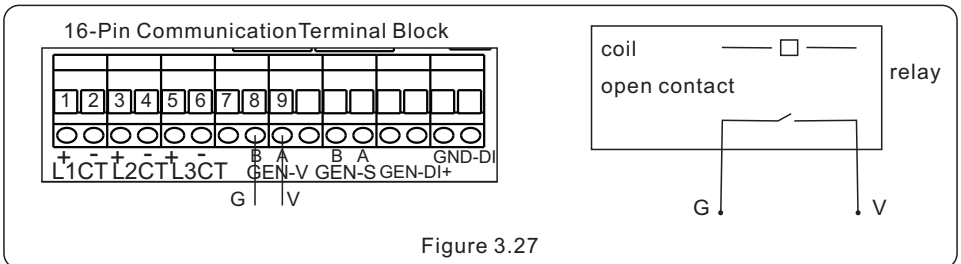 16-Pin CommunicationTerminal Block
1 2 3 4 5 6 7 8 9
+ - + - + - B A B A GND-DI
L1CT L2CT L3CT GEN-V GEN-S GEN-DI+
G V
coil
open contact
relay
G V
Figure 3.27